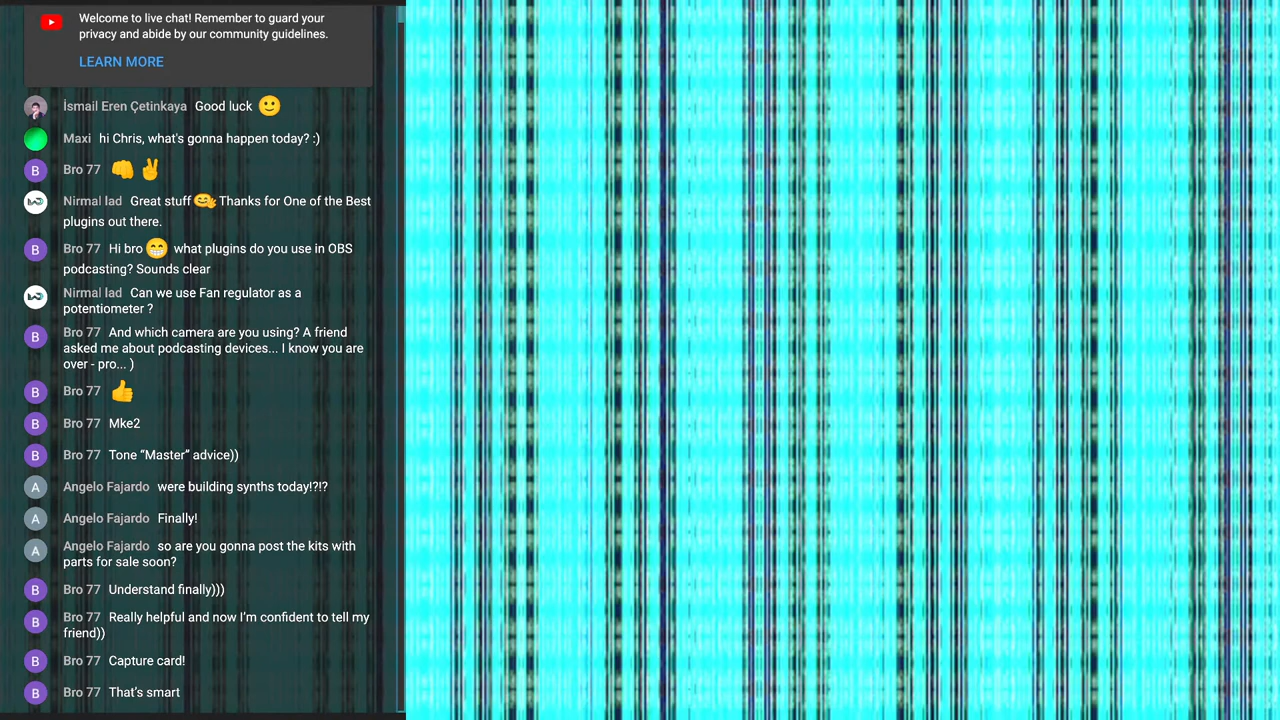 Welcome to live chat! Remember to guard your
privacy and abide by our community guidelines.
LEARN MORE
İsmail Eren Çetinkaya Good luck 🙂
Maxi hi Chris, what's gonna happen today? :)
B Bro 77 👊✌
Nirmal lad Great stuff 🤗 Thanks for One of the Best
plugins out there.
B Bro 77 Hi bro 😁 what plugins do you use in OBS
podcasting? Sounds clear
Nirmal lad Can we use Fan regulator as a
potentiometer ?
B Bro 77 And which camera are you using? A friend
asked me about podcasting devices... I know you are
over - pro... )
B Bro 77 👍
B Bro 77 Mke2
B Bro 77 Tone “Master” advice))
A Angelo Fajardo were building synths today!?!?
A Angelo Fajardo Finally!
A Angelo Fajardo so are you gonna post the kits with
parts for sale soon?
B Bro 77 Understand finally)))
B Bro 77 Really helpful and now I’m confident to tell my
friend))
B Bro 77 Capture card!
B Bro 77 That’s smart